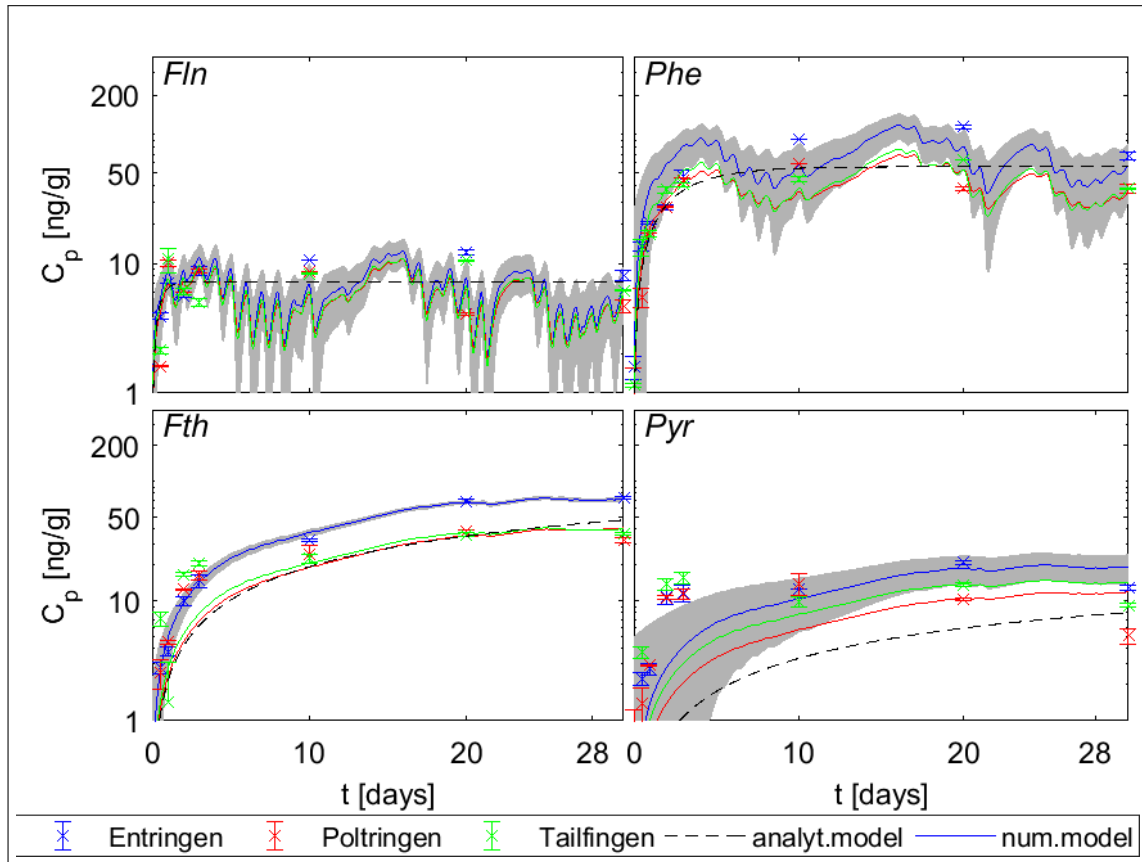 Fln
Phe
200
50
10
1
C_p [ng/g]
Fth
Pyr
200
50
10
1
C_p [ng/g]
0 10 20 28 0 10 20 28
t [days] t [days]
Entringen Poltringen Tailfingen analyt.model num.model